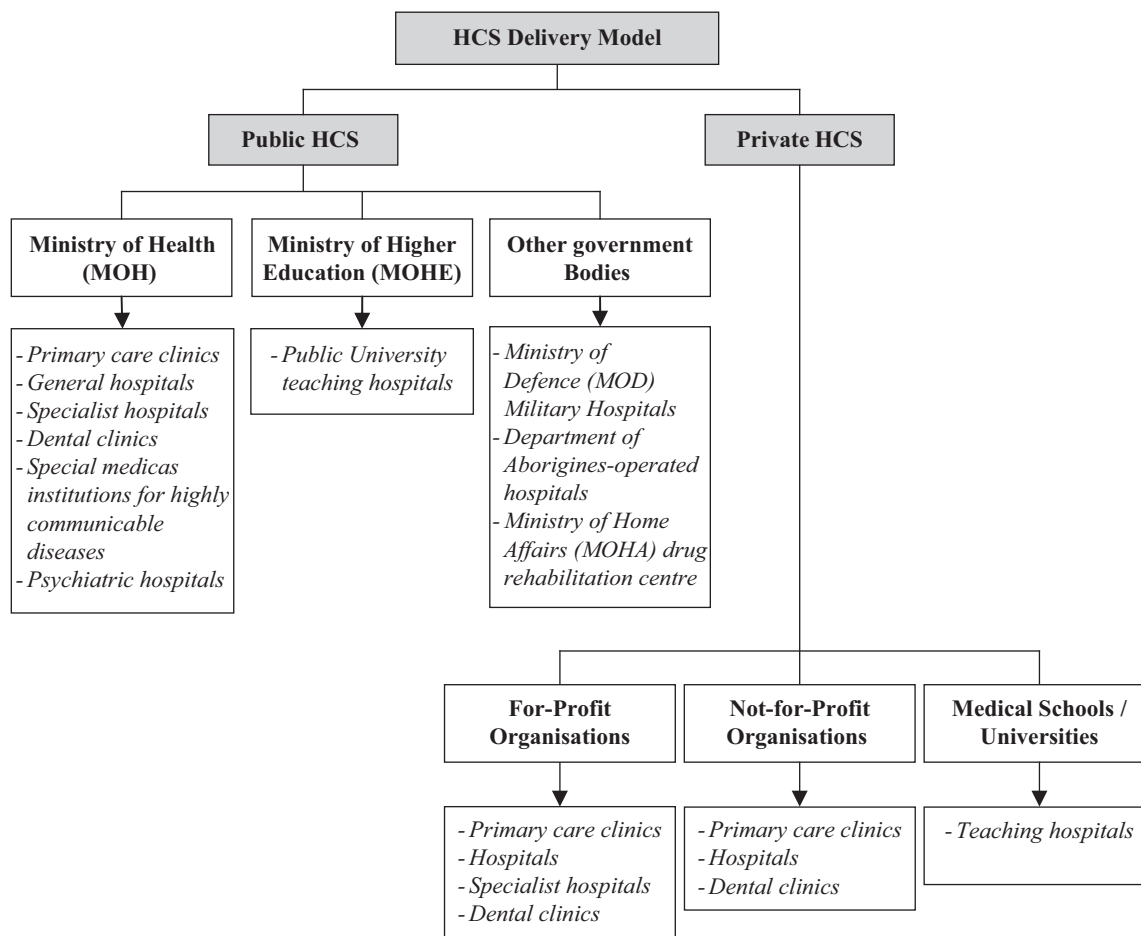 HCS Delivery Model
Public HCS
Private HCS
Ministry of Health
(MOH)
Ministry of Higher
Education (MOHE)
Other government
Bodies
- Primary care clinics
- General hospitals
- Specialist hospitals
- Dental clinics
- Special medicas
institutions for highly
communicable
diseases
- Psychiatric hospitals
- Public University
teaching hospitals
- Ministry of
Defence (MOD)
Military Hospitals
- Department of
Aborigines-operated
hospitals
- Ministry of Home
Affairs (MOHA) drug
rehabilitation centre
For-Profit
Organisations
Not-for-Profit
Organisations
Medical Schools /
Universities
- Primary care clinics
- Hospitals
- Specialist hospitals
- Dental clinics
- Primary care clinics
- Hospitals
- Dental clinics
- Teaching hospitals